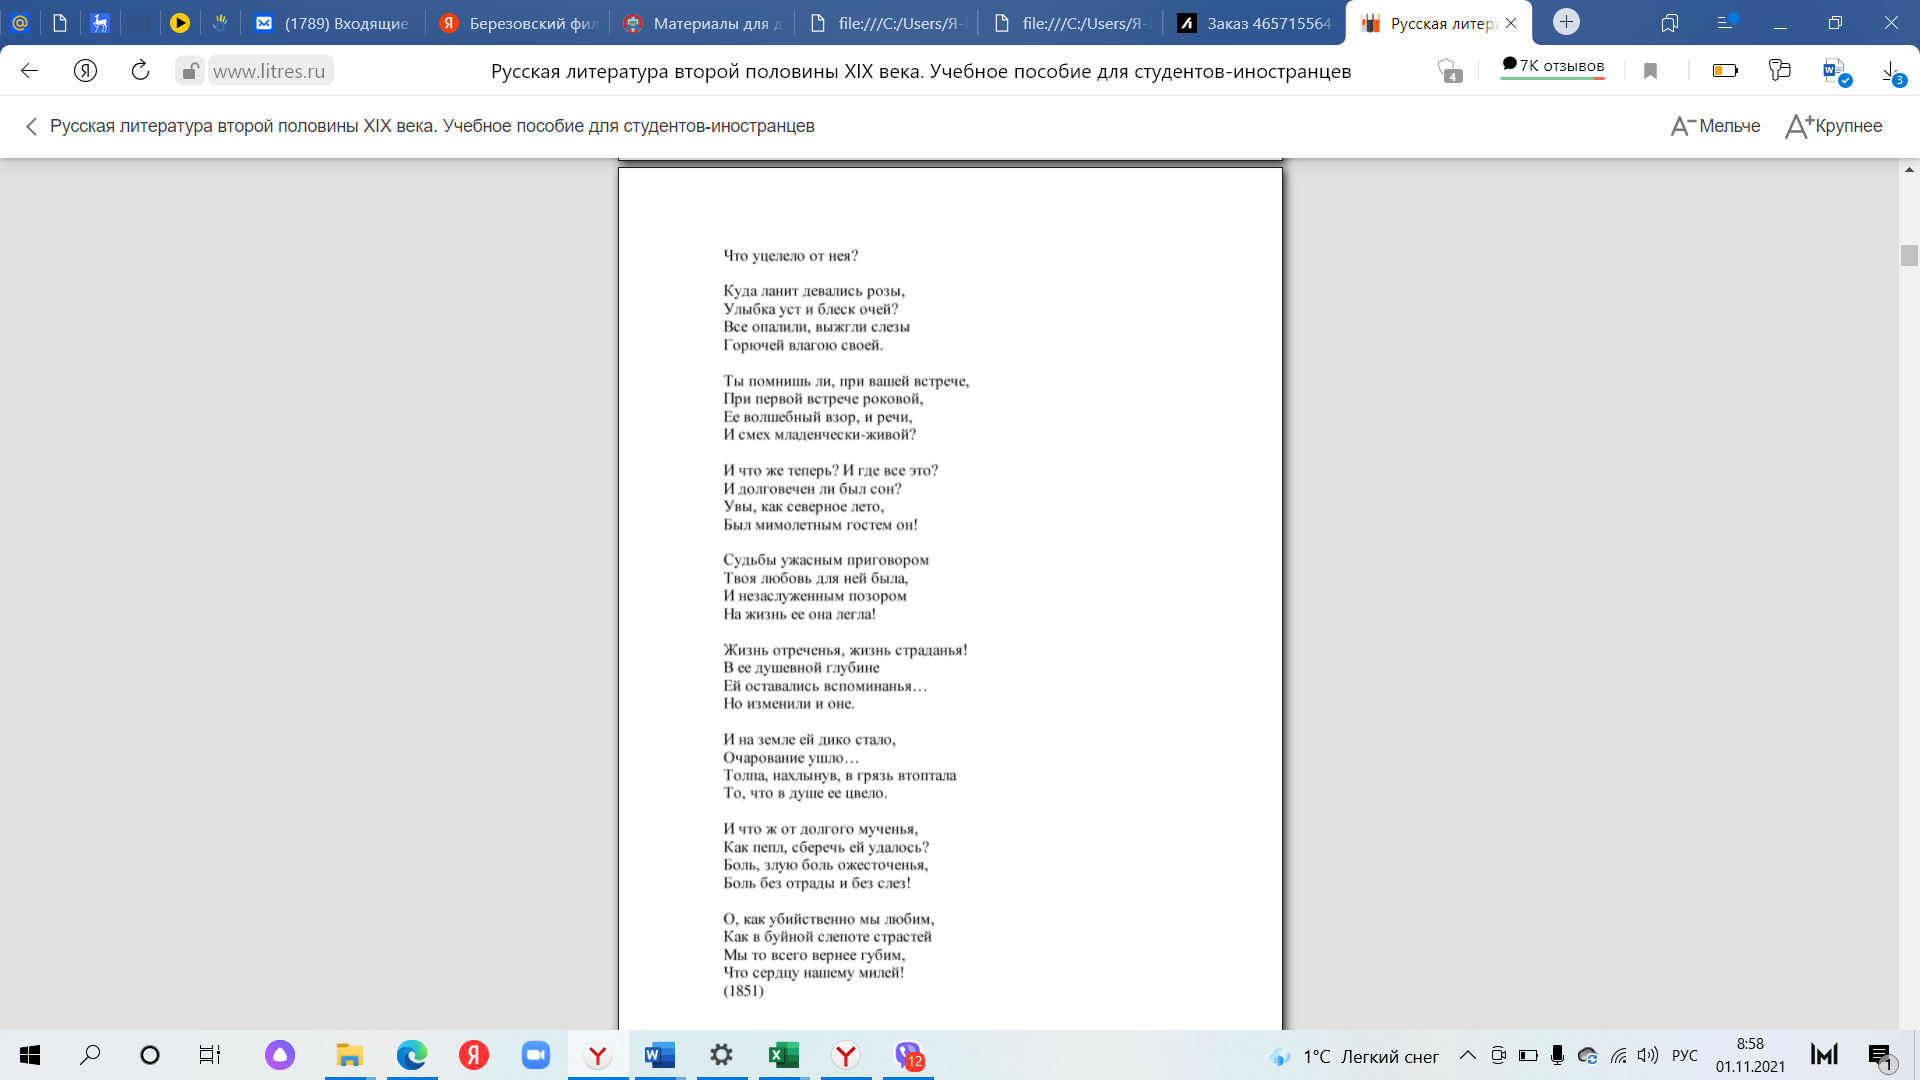 (1789) Входящие
Березовский фил
Материалы для д
file:///C:/Users/Я-
file:///C:/Users/Я-
Заказ 465715564
Русская литера
www.litres.ru
Русская литература второй половины XIX века. Учебное пособие для студентов-иностранцев
4
7K отзывов
3
Русская литература второй половины XIX века. Учебное пособие для студентов-иностранцев
A− Мельче
A+ Крупнее
Что уцелело от нея?
Куда ланит девались розы,
Улыбка уст и блеск очей?
Все опалили, выжгли слезы
Горючей влагою своей.
Ты помнишь ли, при вашей встрече,
При первой встрече роковой,
Ее волшебный взор, и речи,
И смех младенчески-живой?
И что же теперь? И где все это?
И долговечен ли был сон?
Увы, как северное лето,
Был мимолетным гостем он!
Судьбы ужасным приговором
Твоя любовь для ней была,
И незаслуженным позором
На жизнь ее она легла!
Жизнь отреченья, жизнь страданья!
В ее душевной глубине
Ей оставались вспоминанья…
Но изменили и оне.
И на земле ей дико стало,
Очарование ушло…
Толпа, нахлынув, в грязь втоптала
То, что в душе ее цвело.
И что ж от долгого мученья,
Как пепл, сберечь ей удалось?
Боль, злую боль ожесточенья,
Боль без отрады и без слез!
О, как убийственно мы любим,
Как в буйной слепоте страстей
Мы то всего вернее губим,
Что сердцу нашему милей!
(1851)
12
1°C Легкий снег
РУС
8:58
01.11.2021
1